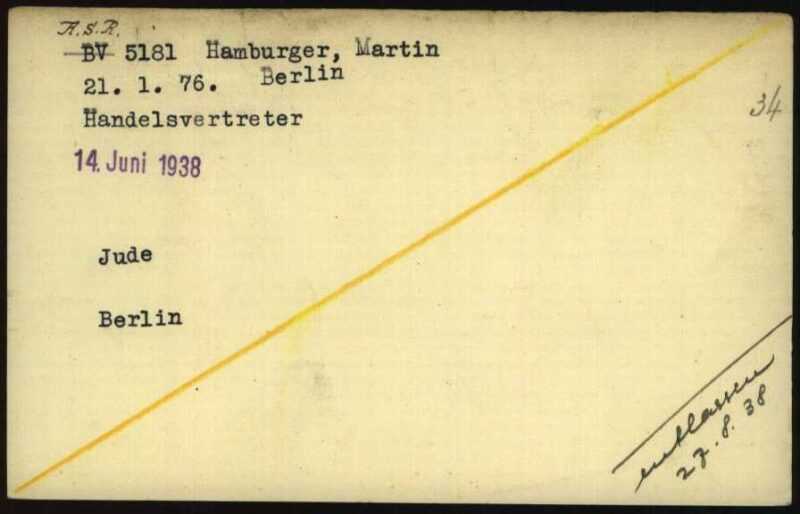 A.S.R.
BV 5181 Hamburger, Martin
21. 1. 76. Berlin
34
Handelsvertreter
14. Juni 1938
Jude
Berlin
entlassen
27.8.38